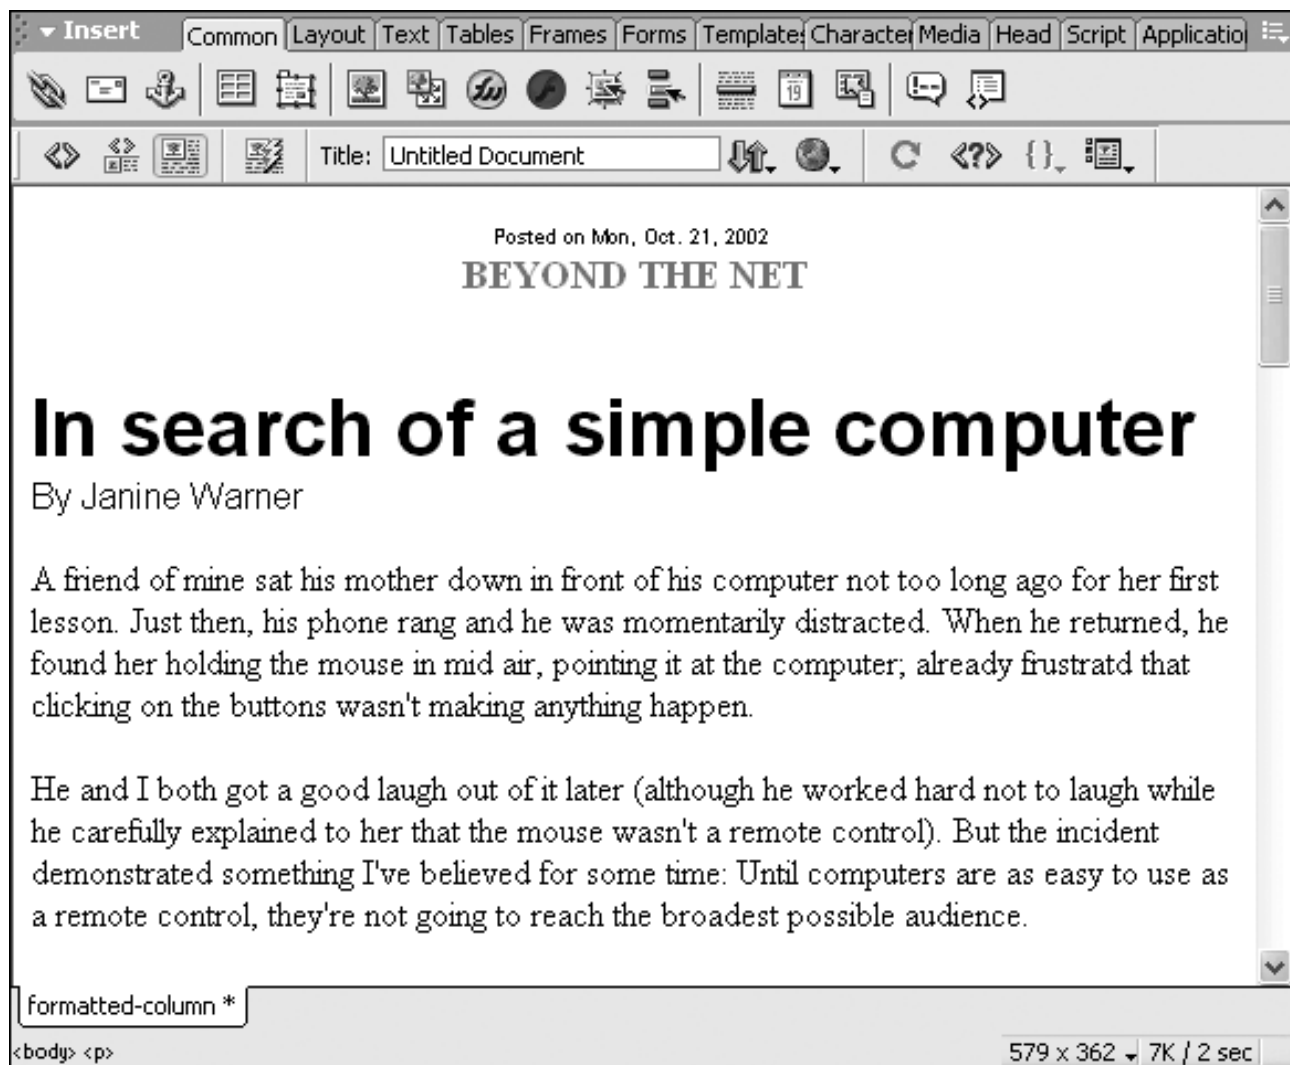 Insert Common Layout Text Tables Frames Forms Template Character Media Head Script Applicatio
19
Title: Untitled Document
Posted on Mon, Oct. 21, 2002
BEYOND THE NET
In search of a simple computer
By Janine Warner
A friend of mine sat his mother down in front of his computer not too long ago for her first
lesson. Just then, his phone rang and he was momentarily distracted. When he returned, he
found her holding the mouse in mid air, pointing it at the computer; already frustratd that
clicking on the buttons wasn't making anything happen.
He and I both got a good laugh out of it later (although he worked hard not to laugh while
he carefully explained to her that the mouse wasn't a remote control). But the incident
demonstrated something I've believed for some time: Until computers are as easy to use as
a remote control, they're not going to reach the broadest possible audience.
formatted-column *
<body> <p> 579 x 362 7K / 2 sec